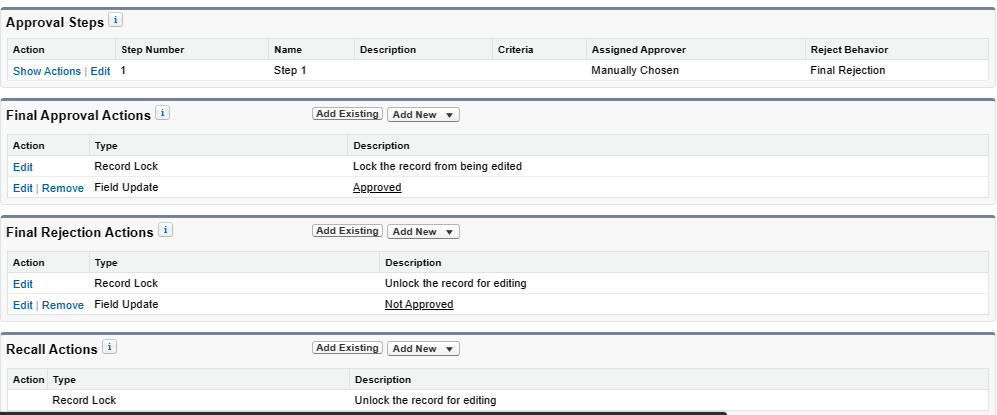 Approval Steps i
Action Step Number Name Description Criteria Assigned Approver Reject Behavior
Show Actions | Edit 1 Step 1 Manually Chosen Final Rejection
Final Approval Actions i Add Existing Add New ▼
Action Type Description
Edit Record Lock Lock the record from being edited
Edit | Remove Field Update Approved
Final Rejection Actions i Add Existing Add New ▼
Action Type Description
Edit Record Lock Unlock the record for editing
Edit | Remove Field Update Not Approved
Recall Actions i Add Existing Add New ▼
Action Type Description
Record Lock Unlock the record for editing